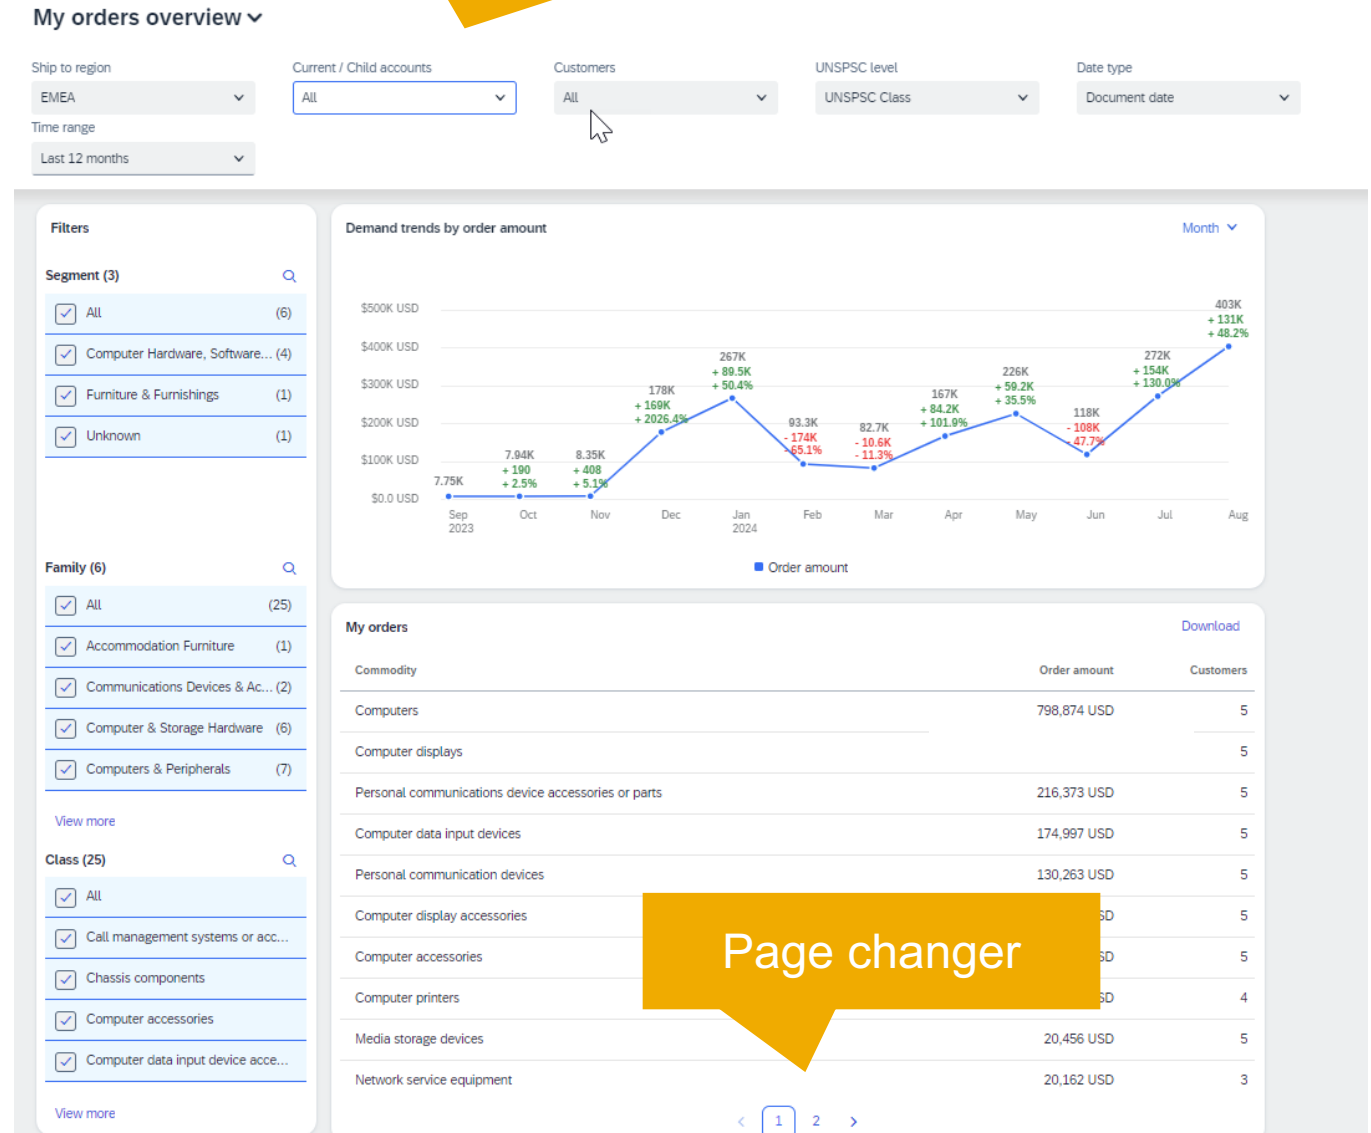 My orders overview
Ship to region
Current / Child accounts
Customers
UNSPSC level
Date type
EMEA
All
All
UNSPSC Class
Document date
Time range
Last 12 months
Filters
Segment (3)
All (6)
Computer Hardware, Software... (4)
Furniture & Furnishings (1)
Unknown (1)
Family (6)
All (25)
Accommodation Furniture (1)
Communications Devices & Ac... (2)
Computer & Storage Hardware (6)
Computers & Peripherals (7)
View more
Class (25)
All
Call management systems or acc...
Chassis components
Computer accessories
Computer data input device acce...
View more
Demand trends by order amount
Month
$500K USD
$400K USD
$300K USD
$200K USD
$100K USD
$0.0 USD
7.75K
7.94K
+ 190
+ 2.5%
8.35K
+ 408
+ 5.1%
178K
+ 169K
+ 2026.4%
267K
+ 89.5K
+ 50.4%
93.3K
- 174K
- 65.1%
82.7K
- 10.6K
- 11.3%
167K
+ 84.2K
+ 101.9%
226K
+ 59.2K
+ 35.5%
118K
- 108K
- 47.7%
272K
+ 154K
+ 130.0%
403K
+ 131K
+ 48.2%
Sep Oct Nov Dec Jan Feb Mar Apr May Jun Jul Aug
2023 2024
Order amount
My orders
Download
Commodity Order amount Customers
Computers 798,874 USD 5
Computer displays 5
Personal communications device accessories or parts 216,373 USD 5
Computer data input devices 174,997 USD 5
Personal communication devices 130,263 USD 5
Computer display accessories 5
Computer accessories 5
Computer printers 4
Media storage devices 20,456 USD 5
Network service equipment 20,162 USD 3
Page changer
1 2